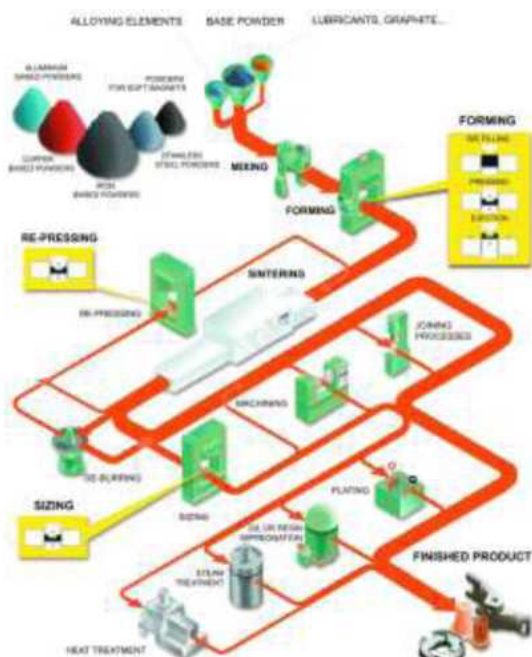 ALLOYING ELEMENTS
BASE POWDER
LUBRICANTS, GRAPHITE...
ALUMINIUM
BASED POWDERS
POWDERS
FOR SOFT MAGNETS
COPPER
BASED POWDERS
STAINLESS
STEEL POWDERS
IRON
BASED POWDERS
MIXING
FORMING
FORMING
DIE FILLING
PRESSING
EJECTION
RE-PRESSING
SINTERING
RE-PRESSING
JOINING
PROCESSES
MACHINING
DE-BURRING
SIZING
SIZING
PLATING
OIL OR RESIN
IMPREGNATION
STEAM
TREATMENT
FINISHED PRODUCT
HEAT TREATMENT